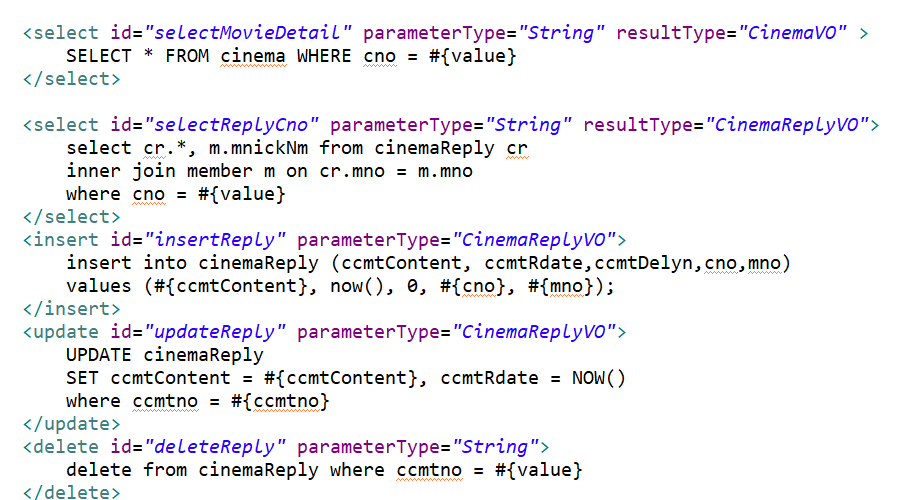 <select id="selectMovieDetail" parameterType="String" resultType="CinemaVO" >
SELECT * FROM cinema WHERE cno = #{value}
</select>
<select id="selectReplyCno" parameterType="String" resultType="CinemaReplyVO">
select cr.*, m.mnickNm from cinemaReply cr
inner join member m on cr.mno = m.mno
where cno = #{value}
</select>
<insert id="insertReply" parameterType="CinemaReplyVO">
insert into cinemaReply (ccmtContent, ccmtRdate,ccmtDelyn,cno,mno)
values (#{ccmtContent}, now(), 0, #{cno}, #{mno});
</insert>
<update id="updateReply" parameterType="CinemaReplyVO">
UPDATE cinemaReply
SET ccmtContent = #{ccmtContent}, ccmtRdate = NOW()
where ccmtno = #{ccmtno}
</update>
<delete id="deleteReply" parameterType="String">
delete from cinemaReply where ccmtno = #{value}
</delete>